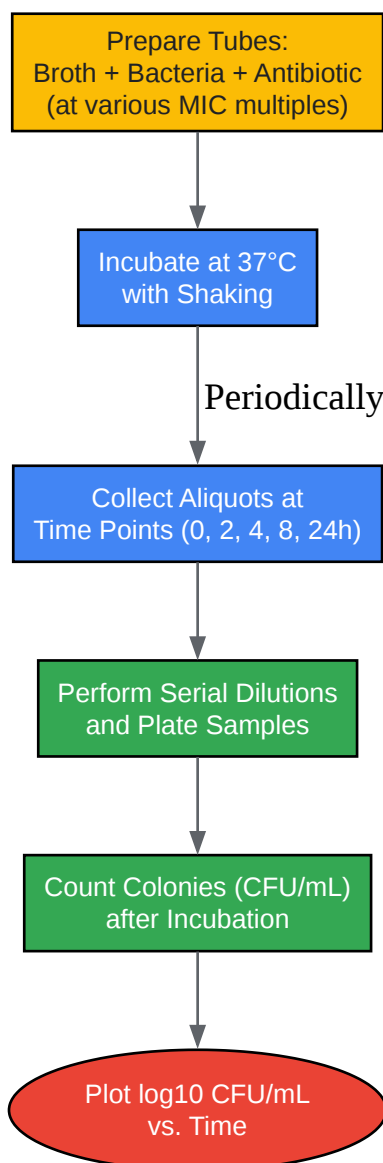 Prepare Tubes:
Broth + Bacteria + Antibiotic
(at various MIC multiples)
Incubate at 37°C
with Shaking
Periodically
Collect Aliquots at
Time Points (0, 2, 4, 8, 24h)
Perform Serial Dilutions
and Plate Samples
Count Colonies (CFU/mL)
after Incubation
Plot log10 CFU/mL
vs. Time